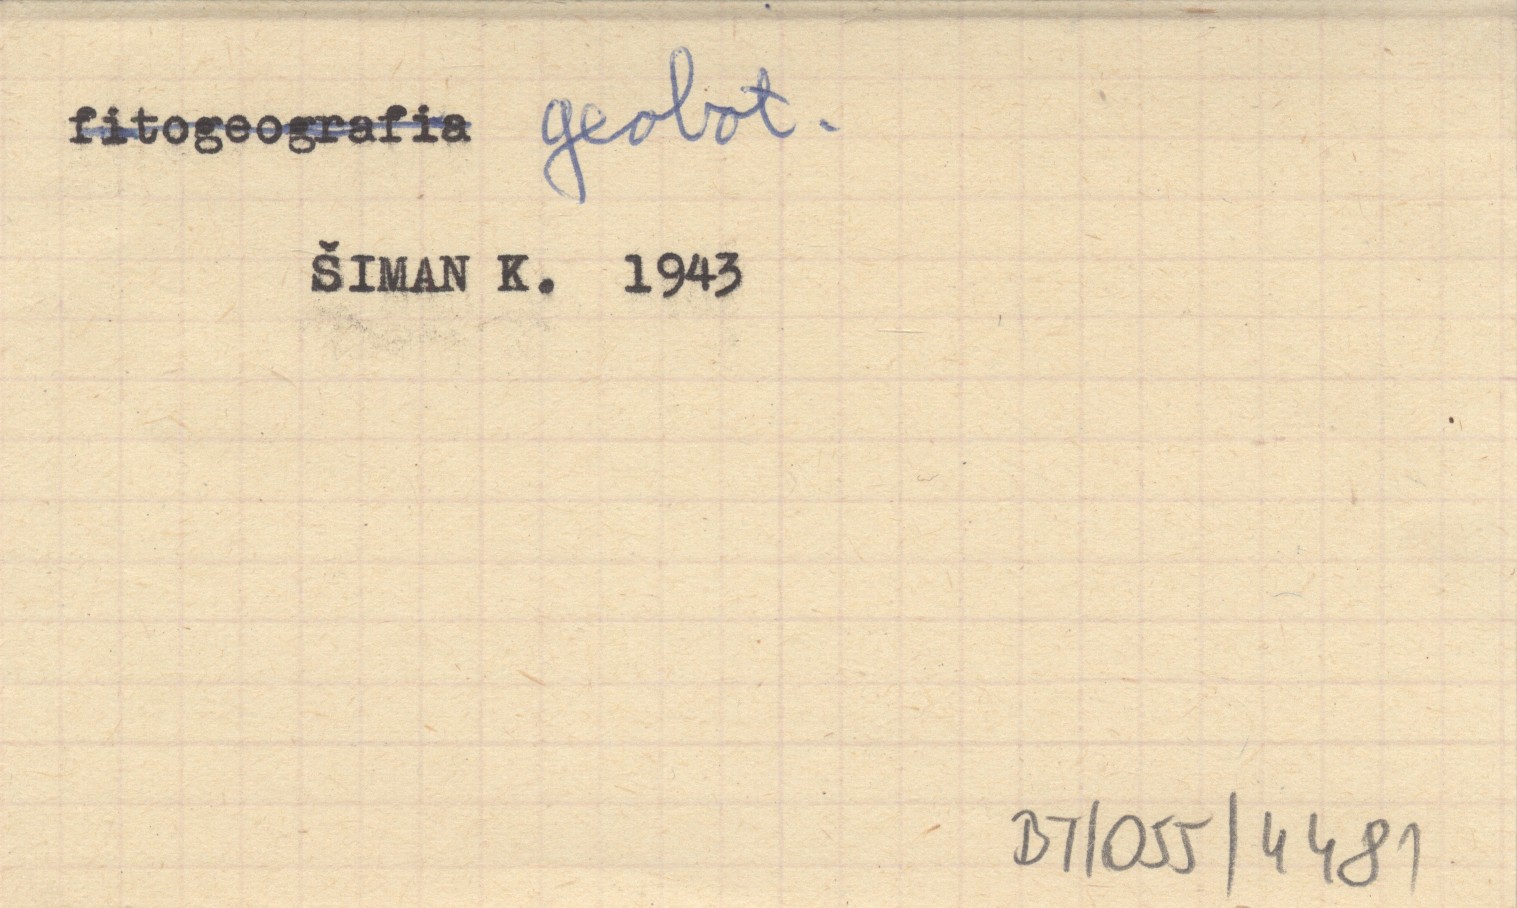 fitogeografia geobot.
ŠIMAN K. 1943
BT/055/4481